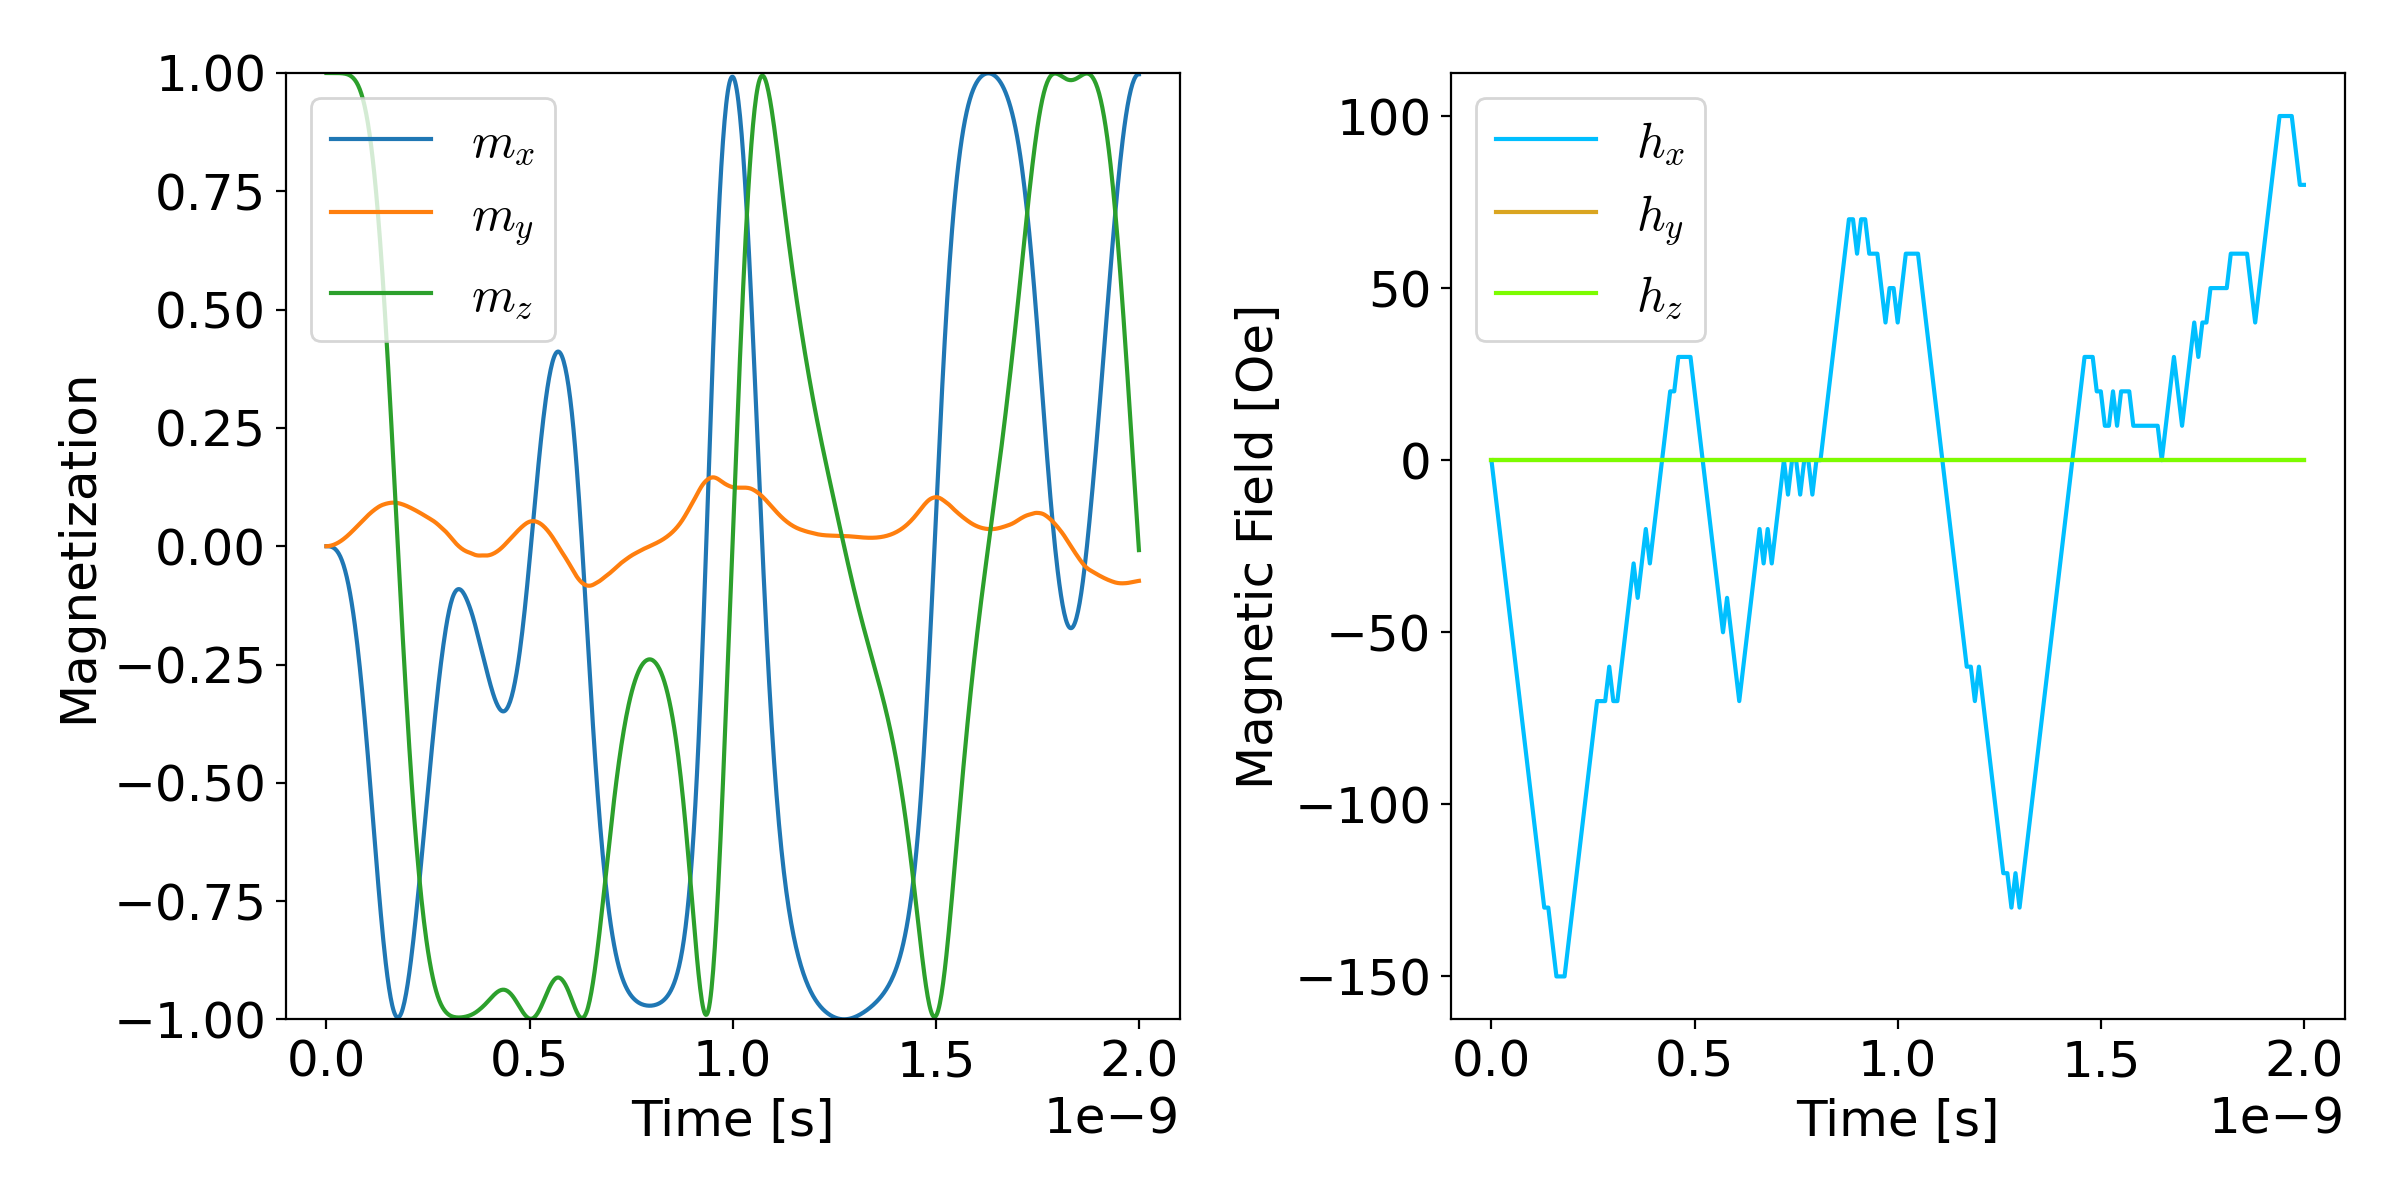 Magnetization
1.00
0.75
0.50
0.25
0.00
−0.25
−0.50
−0.75
−1.00
m_x
m_y
m_z
0.0 0.5 1.0 1.5 2.0
Time [s]
1e−9
Magnetic Field [Oe]
100
50
0
−50
−100
−150
h_x
h_y
h_z
0.0 0.5 1.0 1.5 2.0
Time [s]
1e−9